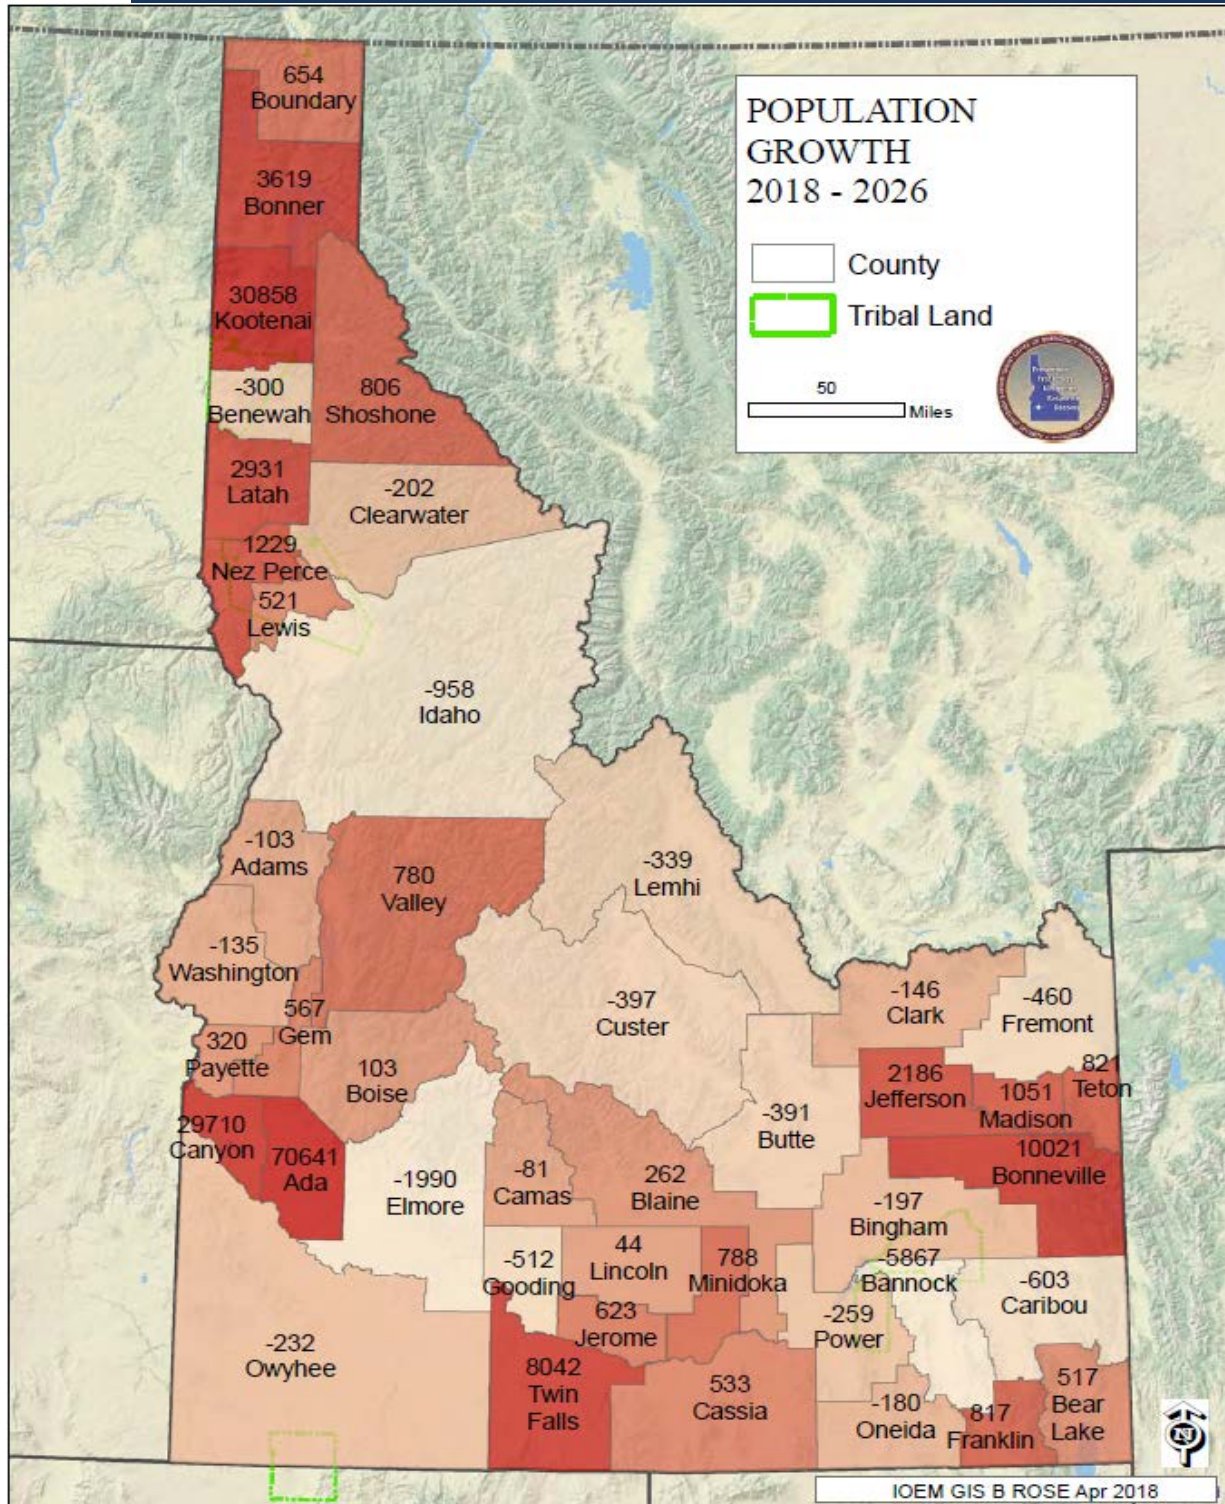 POPULATION
GROWTH
2018 - 2026
County
Tribal Land
50
Miles
654
Boundary
3619
Bonner
30858
Kootenai
-300
Benewah
806
Shoshone
2931
Latah
-202
Clearwater
1229
Nez Perce
521
Lewis
-958
Idaho
-103
Adams
780
Valley
-339
Lemhi
-135
Washington
567
Gem
-397
Custer
-146
Clark
-460
Fremont
320
Payette
103
Boise
-391
Butte
2186
Jefferson
1051
Madison
821
Teton
29710
Canyon
70641
Ada
-1990
Elmore
-81
Camas
262
Blaine
10021
Bonneville
-197
Bingham
-512
Gooding
44
Lincoln
788
Minidoka
-5867
Bannock
-603
Caribou
623
Jerome
-259
Power
-232
Owyhee
8042
Twin
Falls
533
Cassia
-180
Oneida
817
Franklin
517
Bear
Lake
N
IOEM GIS B ROSE Apr 2018